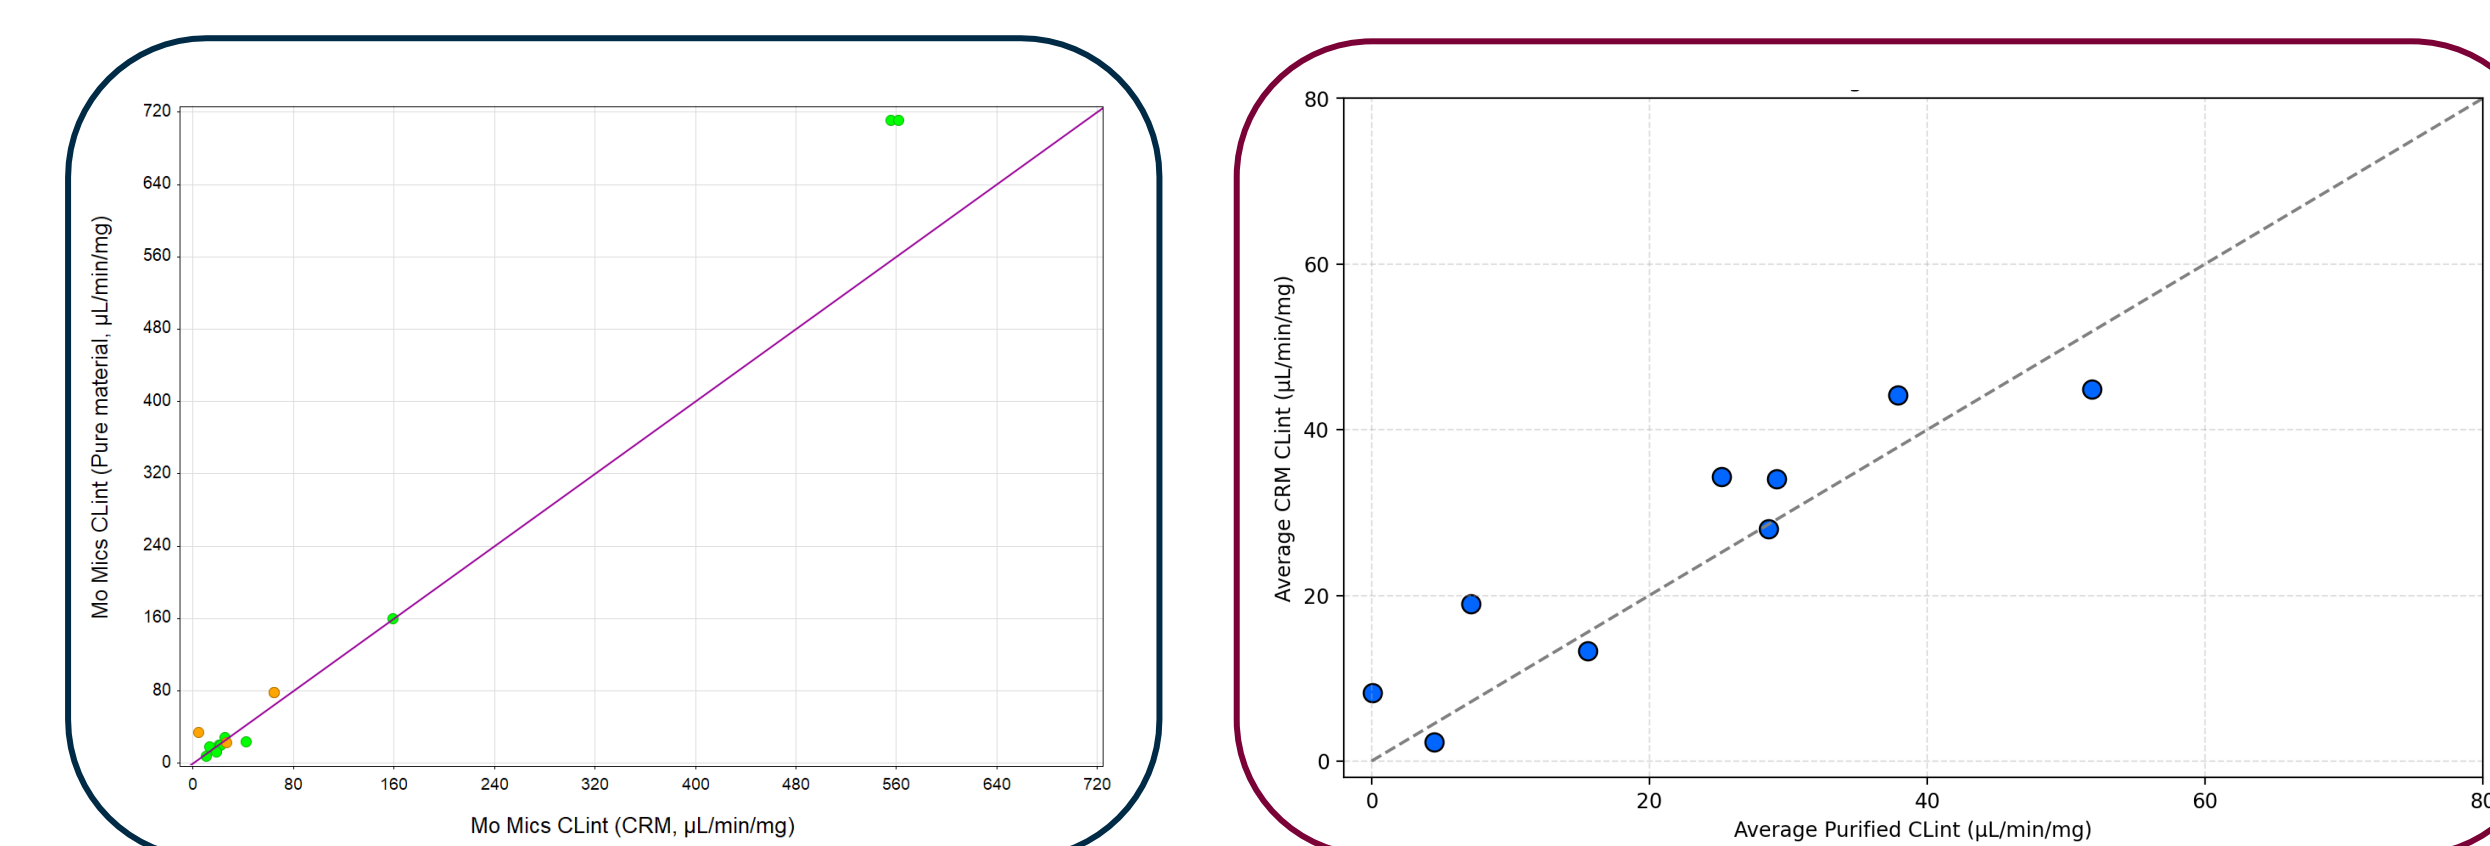 720
640
560
480
400
320
240
160
80
0
Mo Mics CLint (Pure material, µL/min/mg)
0 80 160 240 320 400 480 560 640 720
Mo Mics CLint (CRM, µL/min/mg)
80
60
40
20
0
Average CRM CLint (µL/min/mg)
0 20 40 60 80
Average Purified CLint (µL/min/mg)